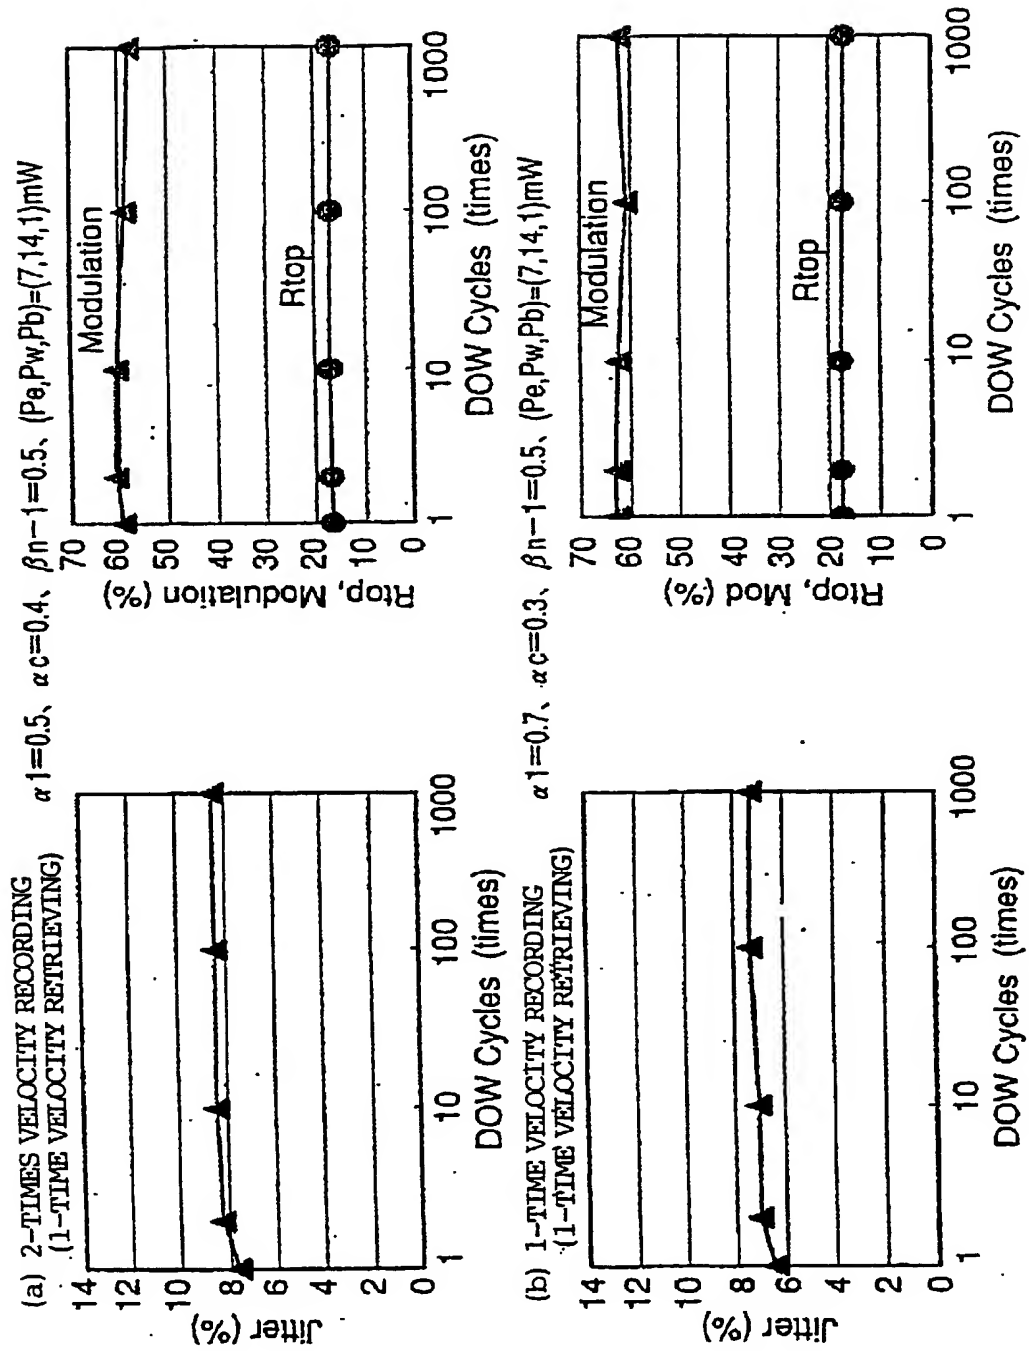 (a) 2-TIMES VELOCITY RECORDING
(1-TIME VELOCITY RETRIEVING)
α1=0.5、 αc=0.4、 βn−1=0.5、 (Pe,Pw,Pb)=(7,14,1)mW
Jitter (%)
14
12
10
8
6
4
2
0
1
10
100
1000
DOW Cycles (times)
Rtop, Modulation (%)
70
60
50
40
30
20
10
0
Modulation
Rtop
1
10
100
1000
DOW Cycles (times)
(b) 1-TIME VELOCITY RECORDING
(1-TIME VELOCITY RETRIEVING)
α1=0.7、 αc=0.3、 βn−1=0.5、 (Pe,Pw,Pb)=(7,14,1)mW
Jitter (%)
14
12
10
8
6
4
2
0
1
10
100
1000
DOW Cycles (times)
Rtop, Mod (%)
70
60
50
40
30
20
10
0
Modulation
Rtop
1
10
100
1000
DOW Cycles (times)